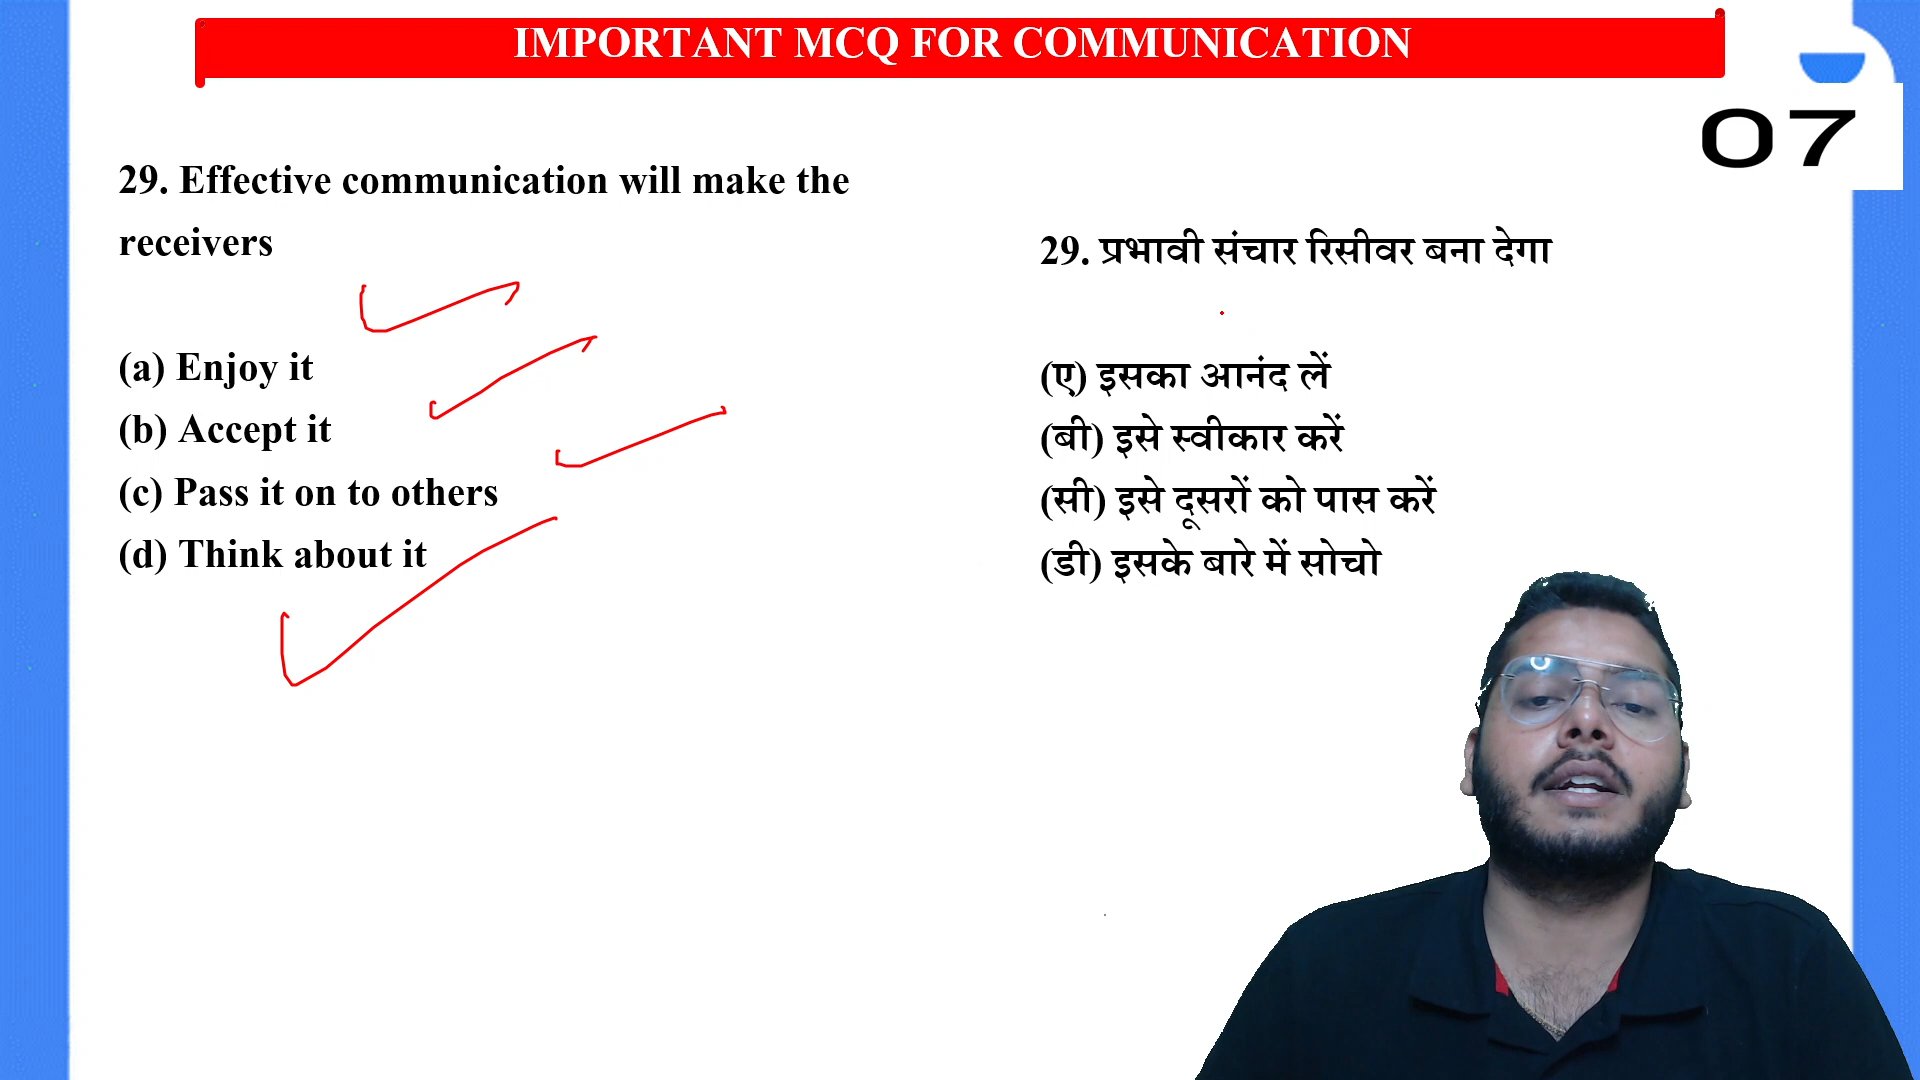 IMPORTANT MCQ FOR COMMUNICATION
07
29. Effective communication will make the
receivers
(a) Enjoy it
(b) Accept it
(c) Pass it on to others
(d) Think about it
29. प्रभावी संचार रिसीवर बना देगा
(ए) इसका आनंद लें
(बी) इसे स्वीकार करें
(सी) इसे दूसरों को पास करें
(डी) इसके बारे में सोचो